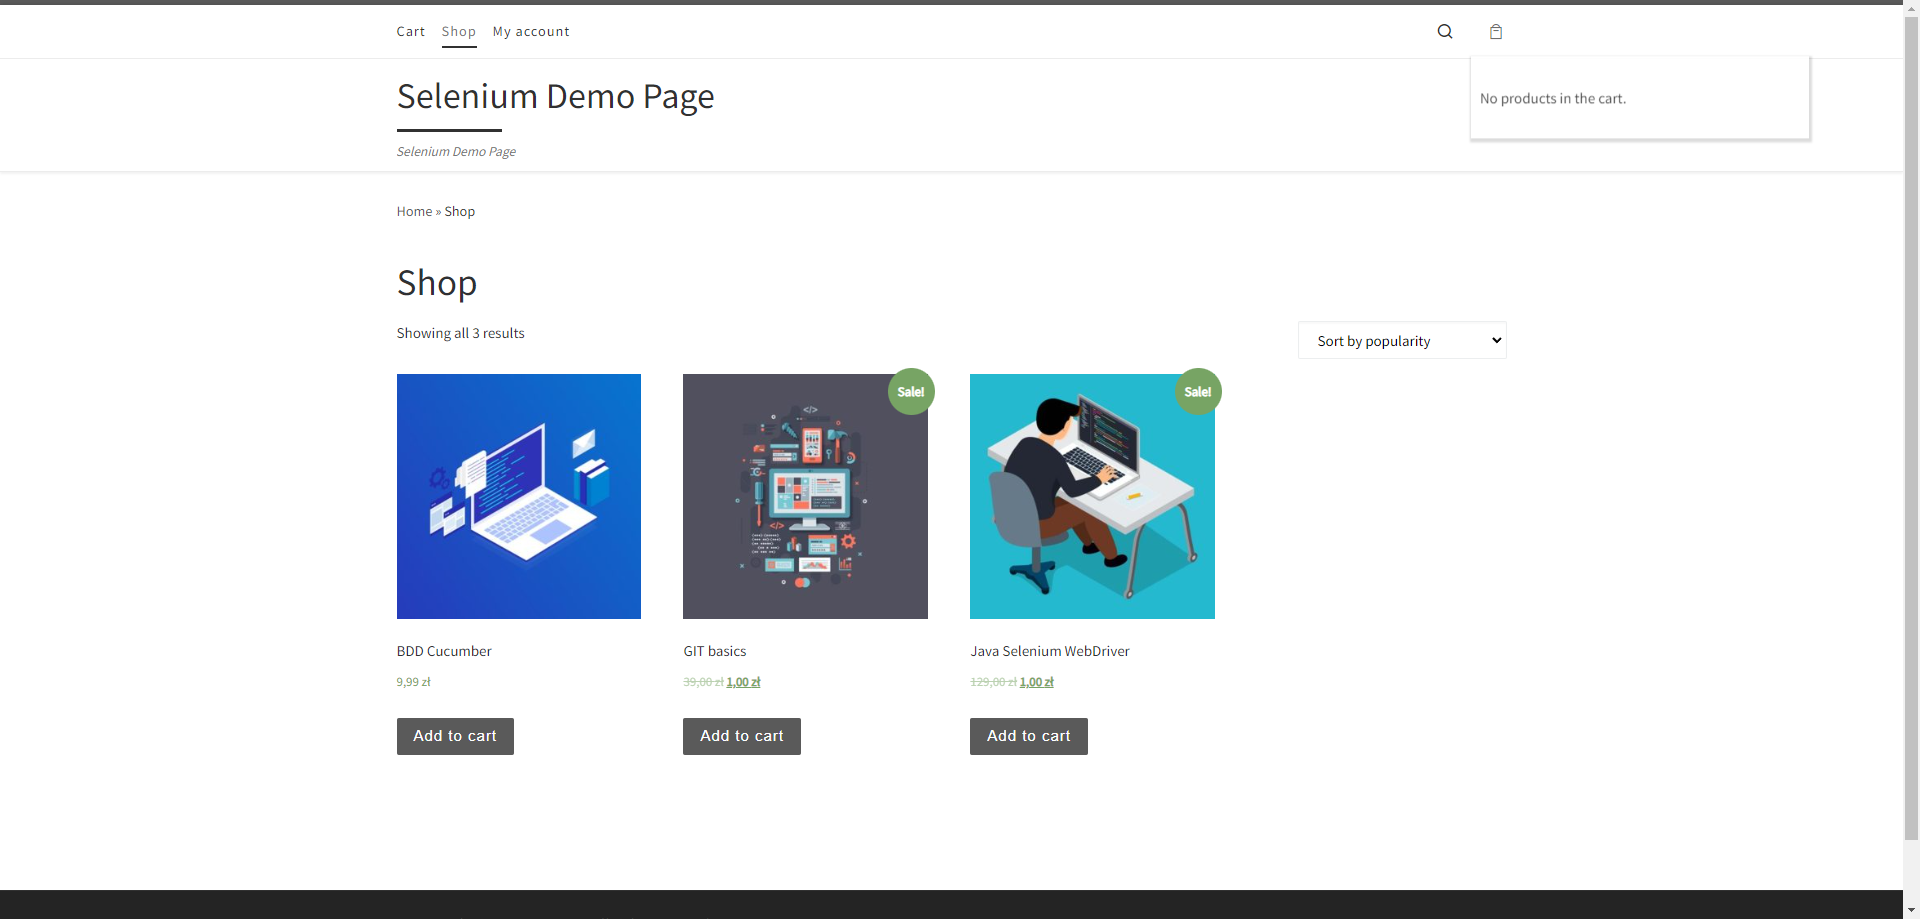 Cart Shop My account
No products in the cart.
Selenium Demo Page
Selenium Demo Page
Home » Shop
Shop
Showing all 3 results
Sort by popularity
Sale!
Sale!
</>
</>
BDD Cucumber
9,99 zł
Add to cart
GIT basics
39,00 zł 1,00 zł
Add to cart
Java Selenium WebDriver
129,00 zł 1,00 zł
Add to cart